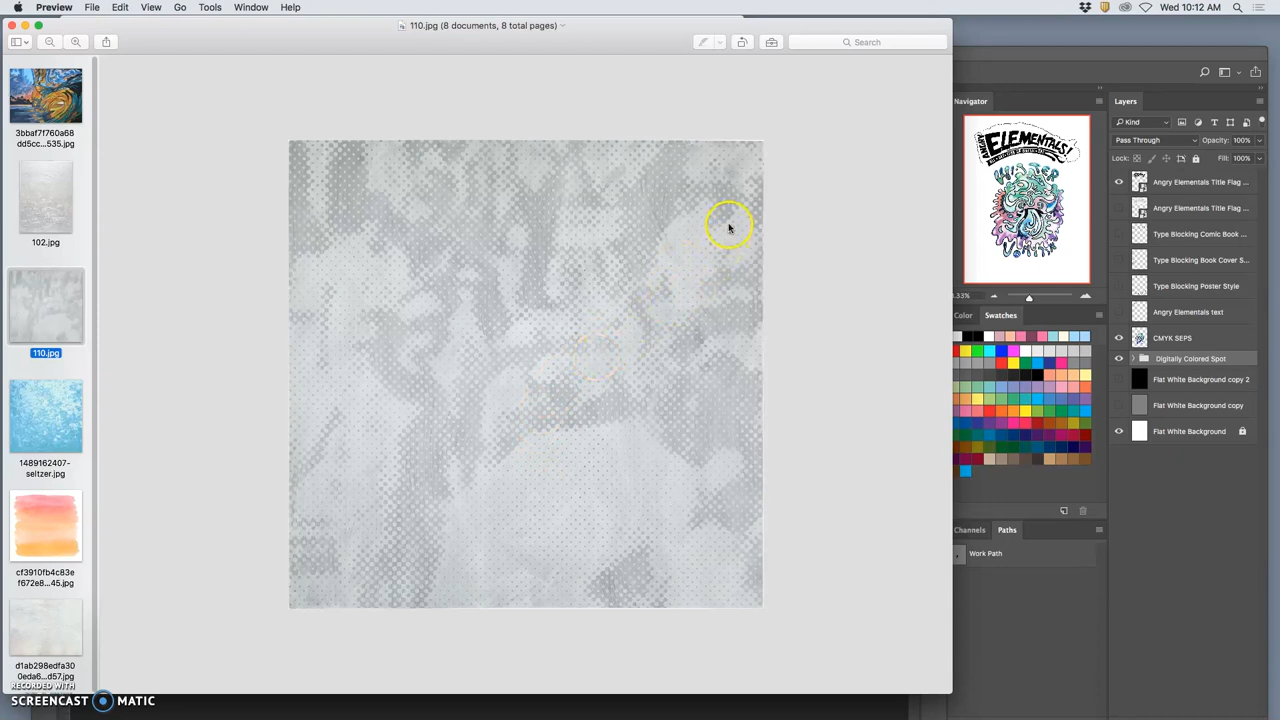 Preview File Edit View Go Tools Window Help
Wed 10:12 AM
110.jpg (8 documents, 8 total pages)
Search
3bbaf7f760a68
dd5cc...535.jpg
102.jpg
110.jpg
1489162407-
seltzer.jpg
cf3910fb4c83e
f672e8...45.jpg
d1ab298edfa30
0eda6...d57.jpg
RECORDED WITH
SCREENCAST MATIC
Navigator
ELEMENTALS!
.33%
Color Swatches
Channels Paths
Work Path
Layers
Kind
Pass Through Opacity: 100%
Lock: Fill: 100%
Angry Elementals Title Flag ...
Angry Elementals Title Flag ...
Type Blocking Comic Book ...
Type Blocking Book Cover S...
Type Blocking Poster Style
Angry Elementals text
CMYK SEPS
Digitally Colored Spot
Flat White Background copy 2
Flat White Background copy
Flat White Background